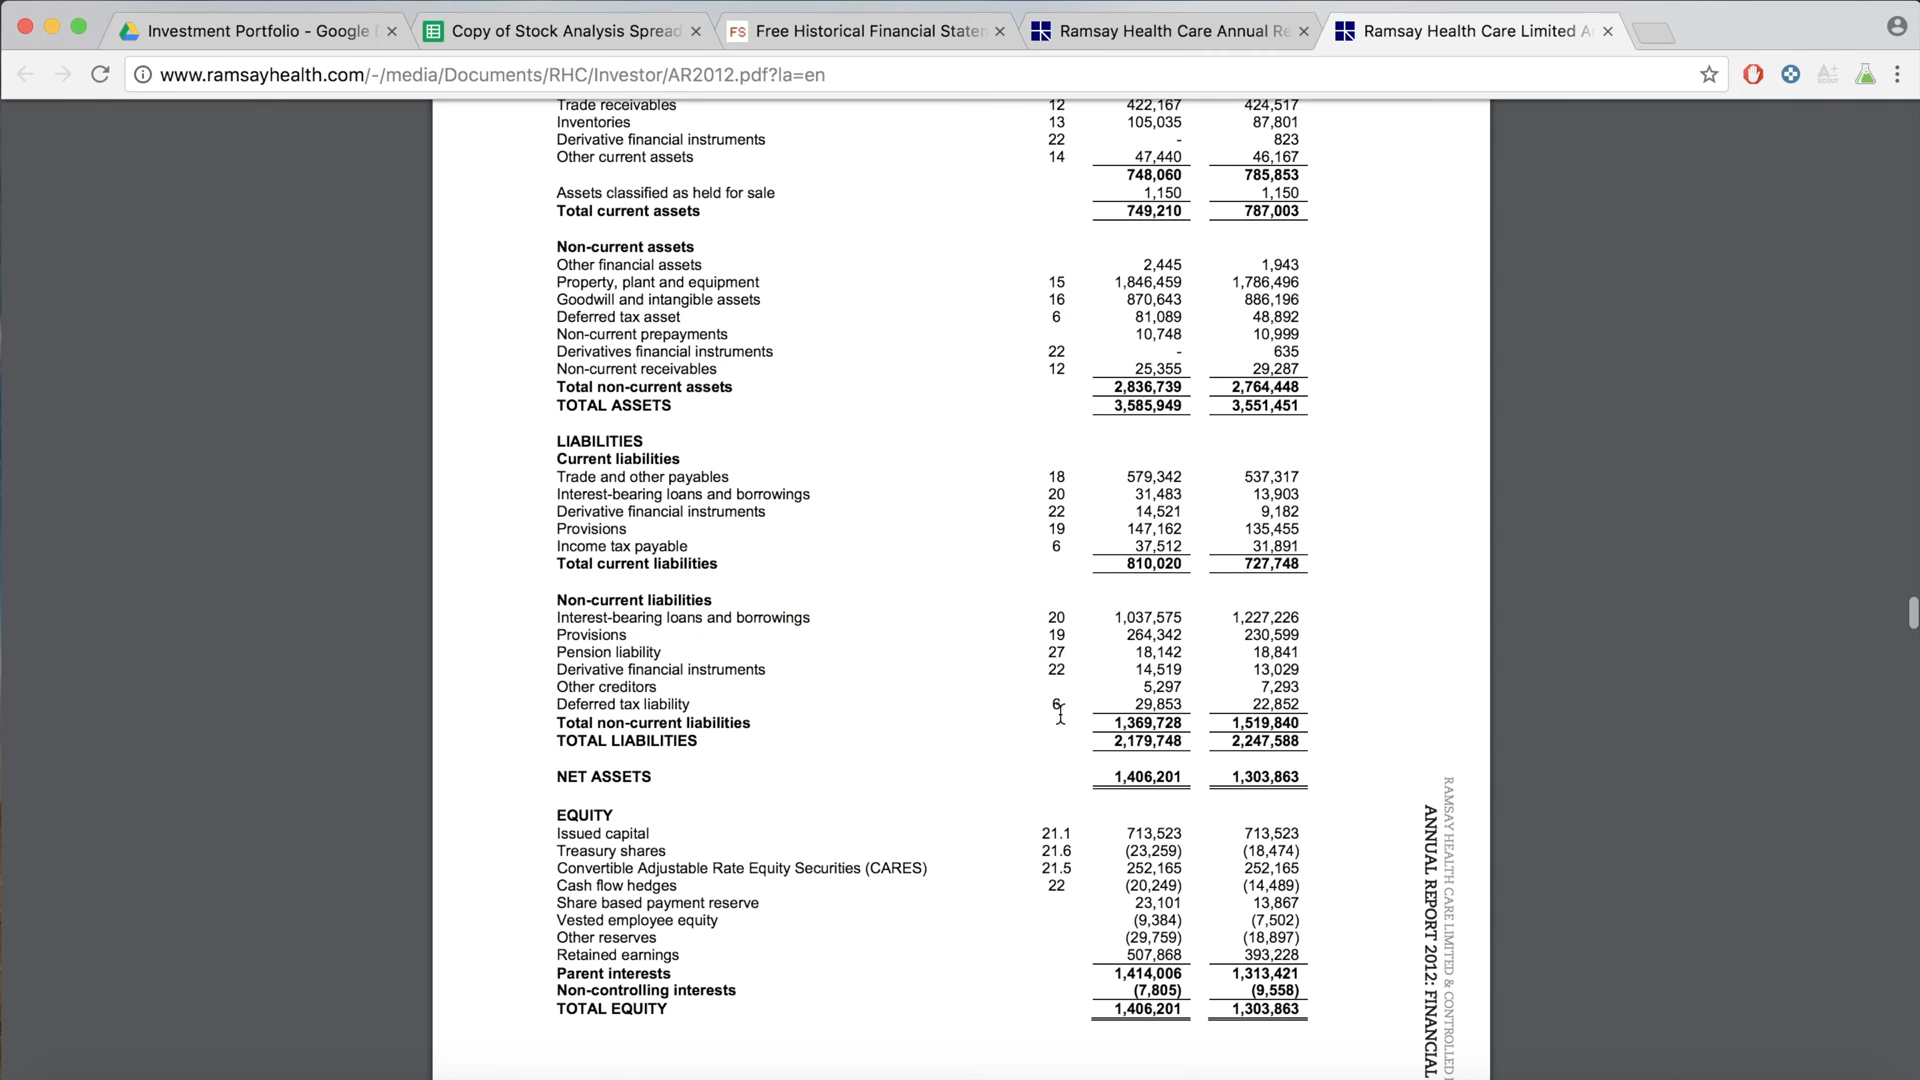 Investment Portfolio - Google D
Copy of Stock Analysis Spread
FS Free Historical Financial Staten
Ramsay Health Care Annual Re
Ramsay Health Care Limited A
www.ramsayhealth.com/-/media/Documents/RHC/Investor/AR2012.pdf?la=en
Trade receivables 12 422,167 424,517
Inventories 13 105,035 87,801
Derivative financial instruments 22 - 823
Other current assets 14 47,440 46,167
748,060 785,853
Assets classified as held for sale 1,150 1,150
Total current assets 749,210 787,003
Non-current assets
Other financial assets 2,445 1,943
Property, plant and equipment 15 1,846,459 1,786,496
Goodwill and intangible assets 16 870,643 886,196
Deferred tax asset 6 81,089 48,892
Non-current prepayments 10,748 10,999
Derivatives financial instruments 22 - 635
Non-current receivables 12 25,355 29,287
Total non-current assets 2,836,739 2,764,448
TOTAL ASSETS 3,585,949 3,551,451
LIABILITIES
Current liabilities
Trade and other payables 18 579,342 537,317
Interest-bearing loans and borrowings 20 31,483 13,903
Derivative financial instruments 22 14,521 9,182
Provisions 19 147,162 135,455
Income tax payable 6 37,512 31,891
Total current liabilities 810,020 727,748
Non-current liabilities
Interest-bearing loans and borrowings 20 1,037,575 1,227,226
Provisions 19 264,342 230,599
Pension liability 27 18,142 18,841
Derivative financial instruments 22 14,519 13,029
Other creditors 5,297 7,293
Deferred tax liability 6 29,853 22,852
Total non-current liabilities 1,369,728 1,519,840
TOTAL LIABILITIES 2,179,748 2,247,588
NET ASSETS 1,406,201 1,303,863
EQUITY
Issued capital 21.1 713,523 713,523
Treasury shares 21.6 (23,259) (18,474)
Convertible Adjustable Rate Equity Securities (CARES) 21.5 252,165 252,165
Cash flow hedges 22 (20,249) (14,489)
Share based payment reserve 23,101 13,867
Vested employee equity (9,384) (7,502)
Other reserves (29,759) (18,897)
Retained earnings 507,868 393,228
Parent interests 1,414,006 1,313,421
Non-controlling interests (7,805) (9,558)
TOTAL EQUITY 1,406,201 1,303,863
RAMSAY HEALTH CARE LIMITED & CONTROLLED
ANNUAL REPORT 2012: FINANCIAL